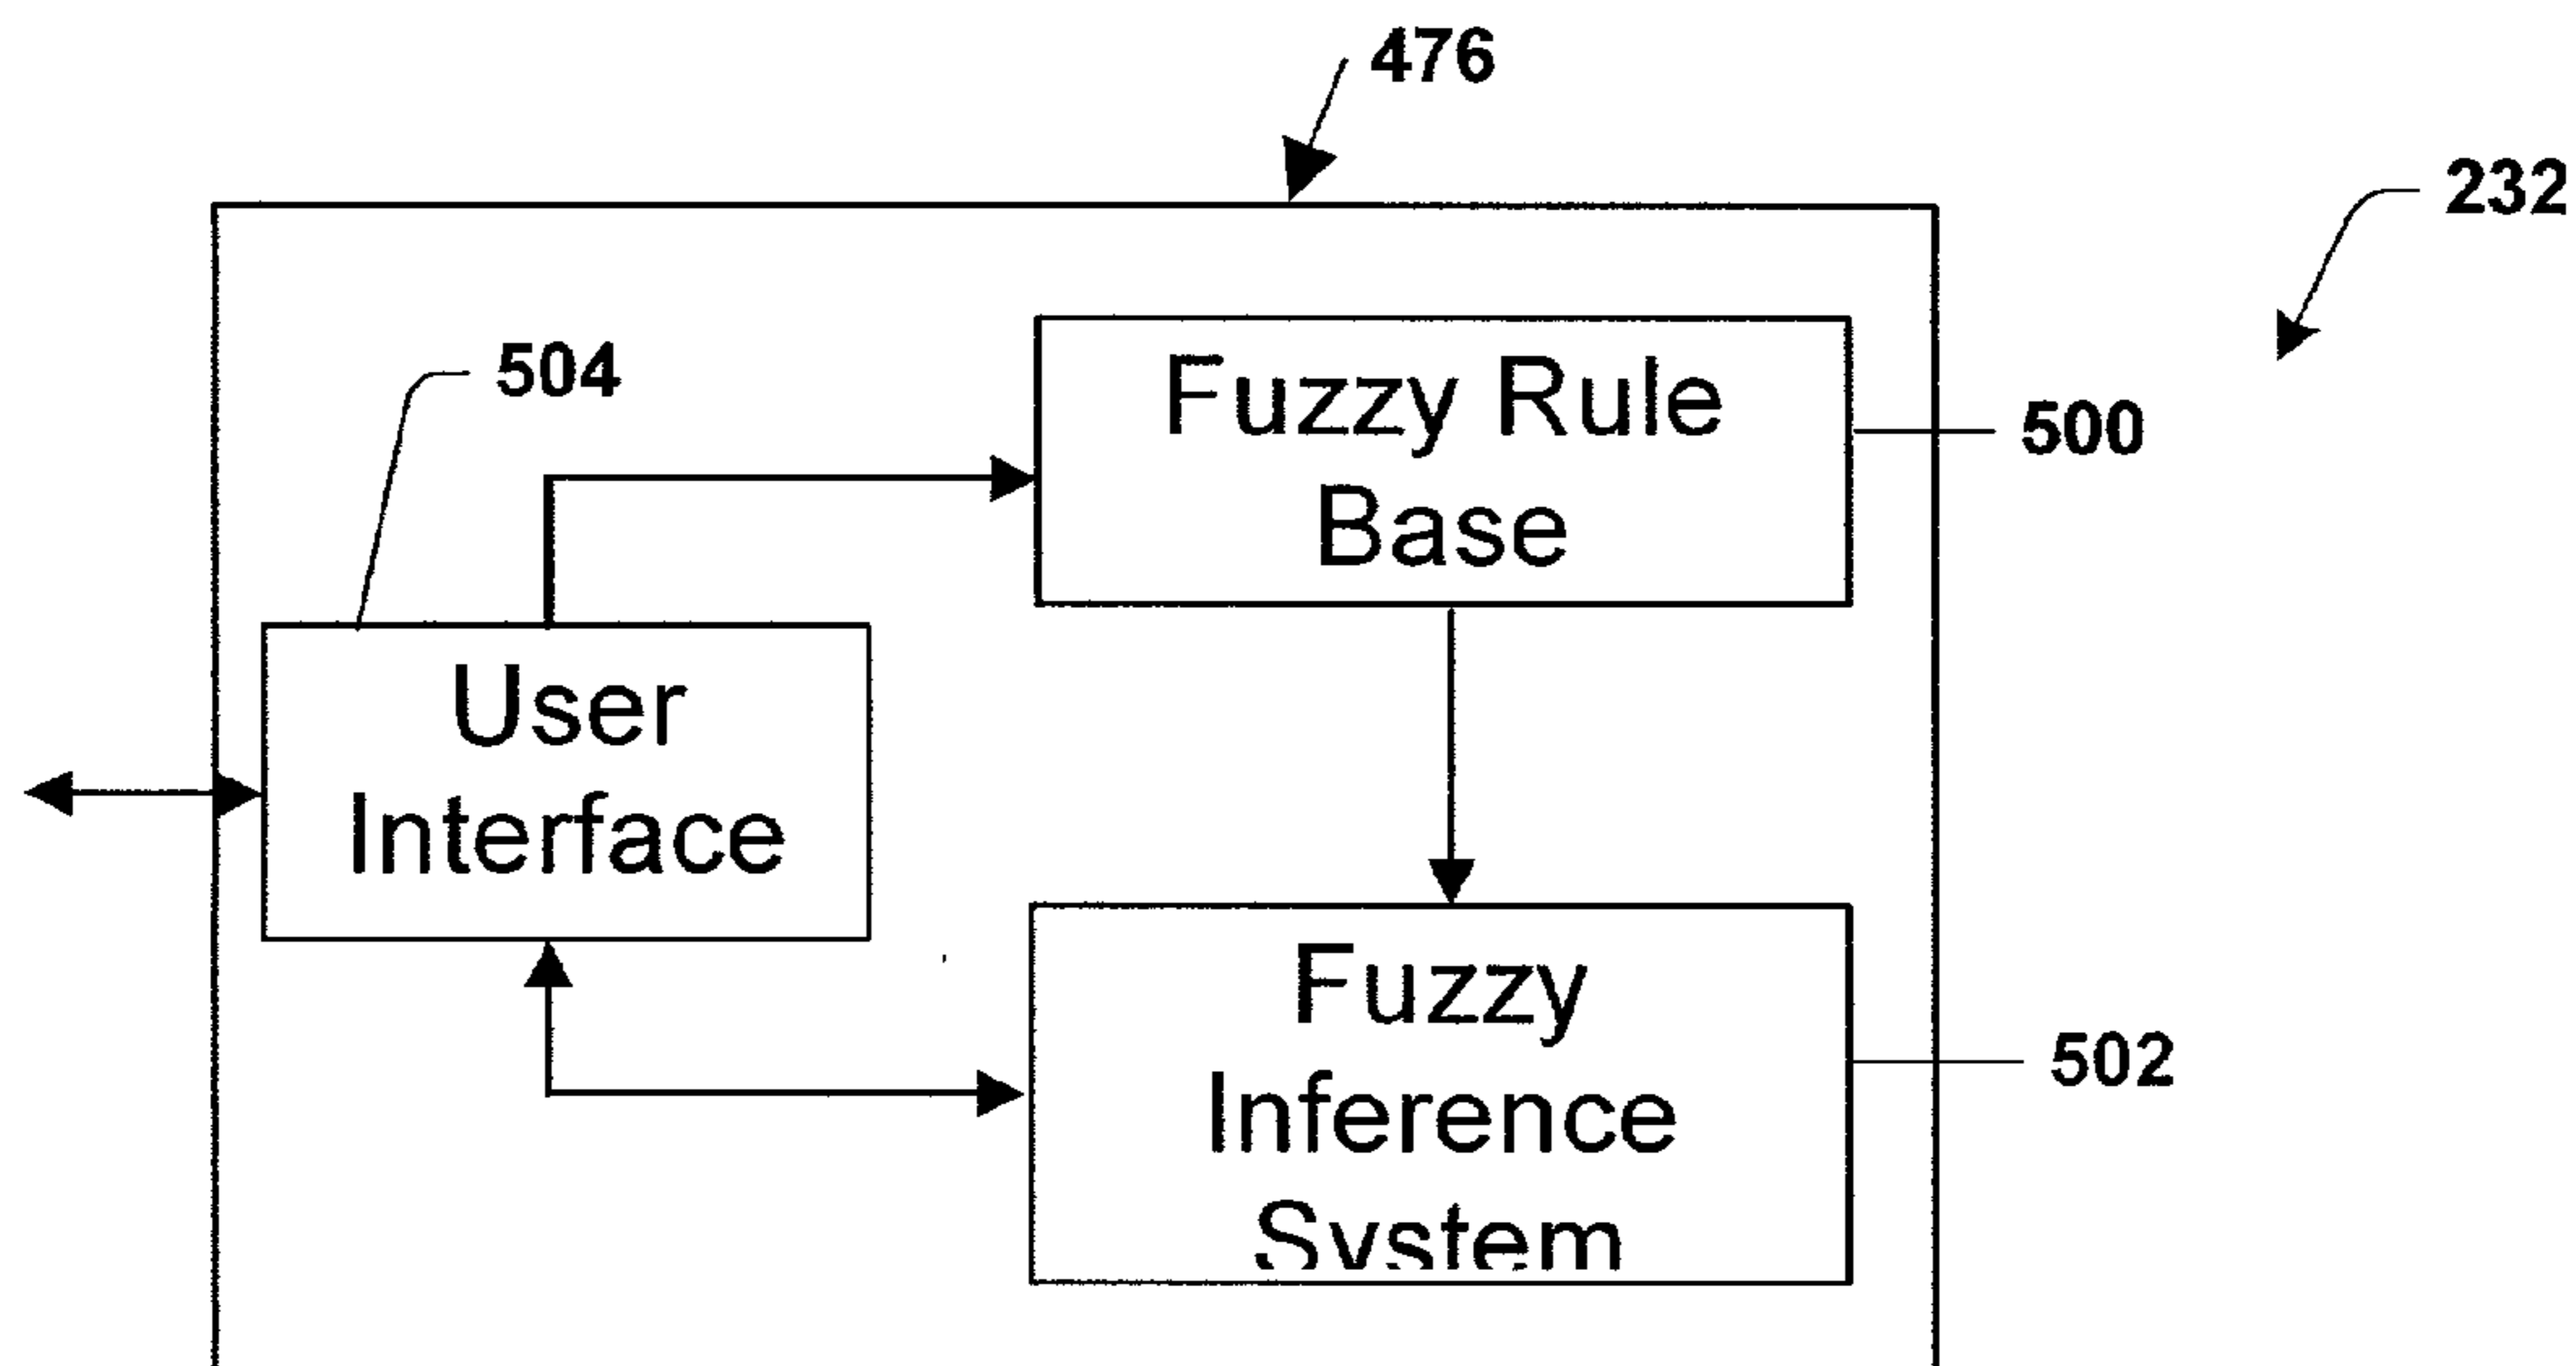 476
232
504
Fuzzy Rule
Base
500
User
Interface
Fuzzy
Inference
System
502